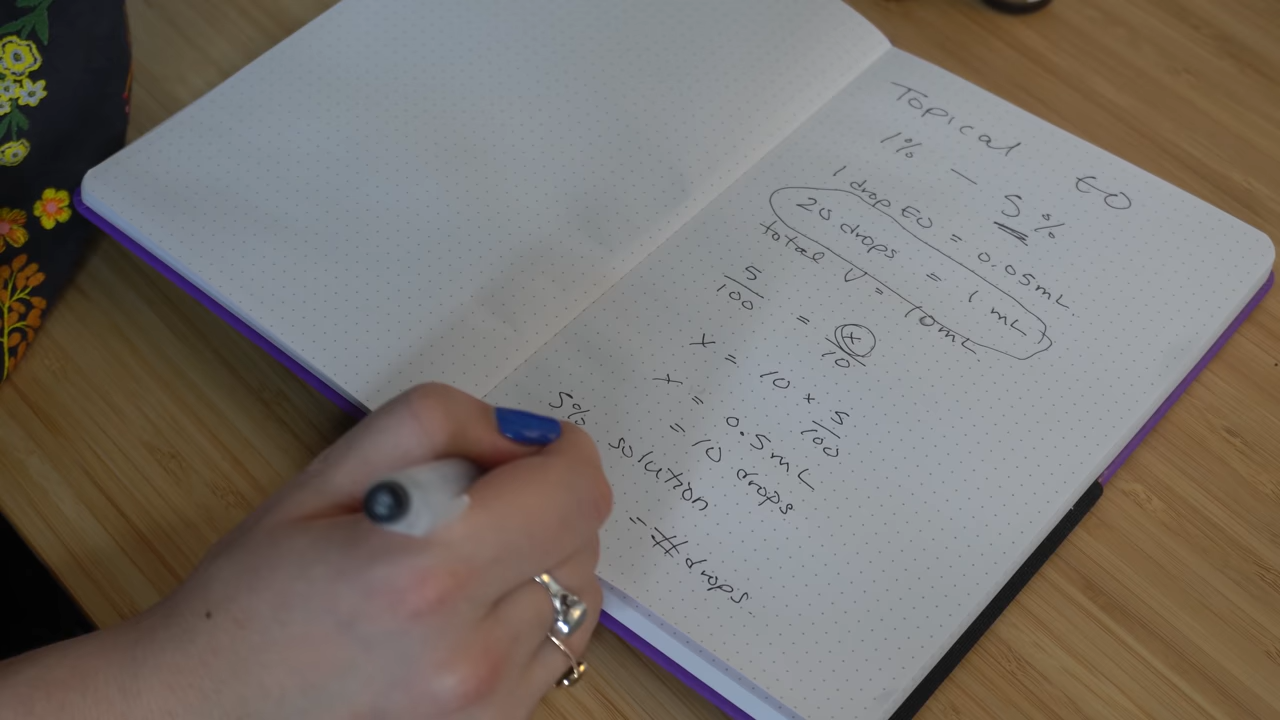 Topical EO
1% - 5%
1 drop EO = 0.05mL
20 drops = 1 mL
total V = 10mL
5/100 = x/10
x = 10 × 5/100
x = 0.5mL
= 10 drops
5% solution
= # drops.